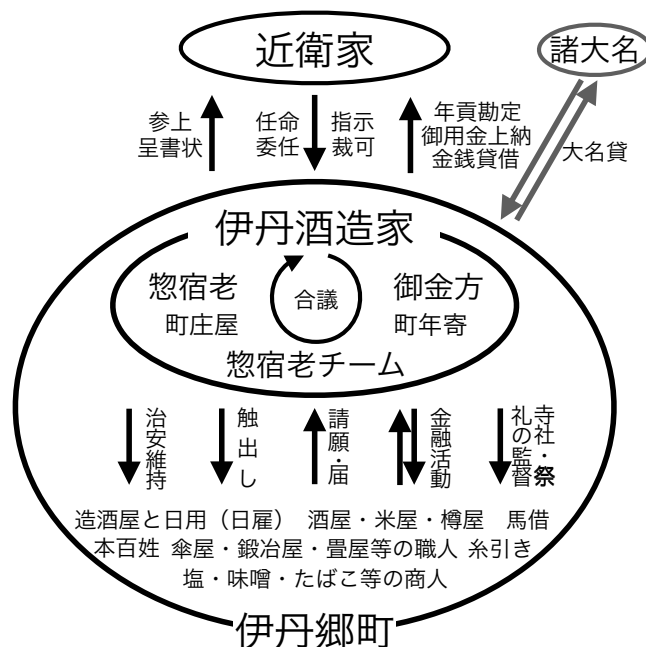 近衛家
諸大名
参上
呈書状
任命
委任
指示
裁可
年貢勘定
御用金上納
金銭貸借
大名貸
伊丹酒造家
惣宿老
町庄屋
合議
御金方
町年寄
惣宿老チーム
治安維持
触出し
請願・届
金融活動
寺社・祭
礼の監督
造酒屋と日用（日雇） 酒屋・米屋・樽屋 馬借
本百姓 傘屋・鍛冶屋・畳屋等の職人 糸引き
塩・味噌・たばこ等の商人
伊丹郷町